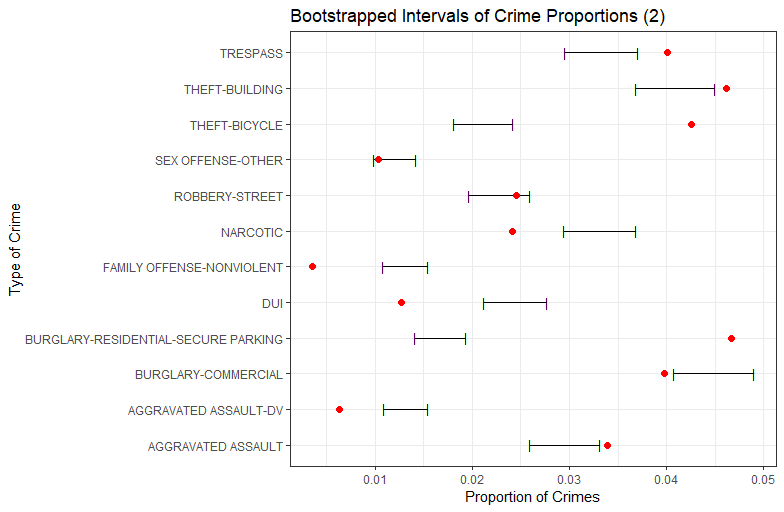 Bootstrapped Intervals of Crime Proportions (2)
Type of Crime
TRESPASS
THEFT-BUILDING
THEFT-BICYCLE
SEX OFFENSE-OTHER
ROBBERY-STREET
NARCOTIC
FAMILY OFFENSE-NONVIOLENT
DUI
BURGLARY-RESIDENTIAL-SECURE PARKING
BURGLARY-COMMERCIAL
AGGRAVATED ASSAULT-DV
AGGRAVATED ASSAULT
0.01 0.02 0.03 0.04 0.05
Proportion of Crimes